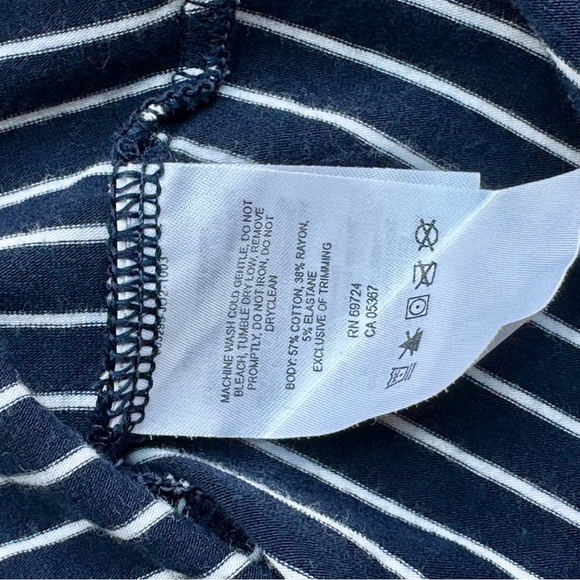 MACHINE WASH COLD GENTLE, DO NOT
BLEACH, TUMBLE DRY LOW, REMOVE
PROMPTLY, DO NOT IRON, DO NOT
DRYCLEAN
BODY: 57% COTTON, 38% RAYON,
5% ELASTANE
EXCLUSIVE OF TRIMMING
RN 69724
CA 05367